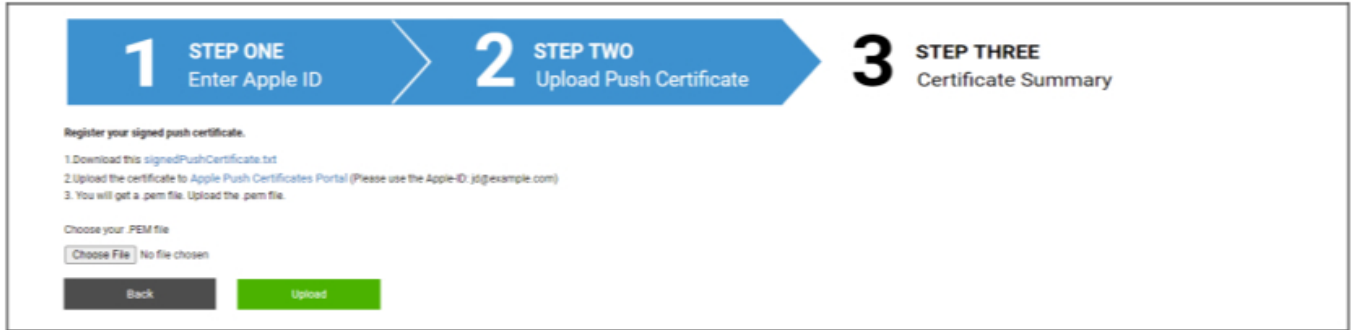 1 STEP ONE
Enter Apple ID
2 STEP TWO
Upload Push Certificate
3 STEP THREE
Certificate Summary
Register your signed push certificate.
1.Download this signedPushCertificate.txt
2.Upload the certificate to Apple Push Certificates Portal (Please use the Apple-ID: jd@example.com)
3. You will get a .pem file. Upload the .pem file.
Choose your .PEM file
Choose File No file chosen
Back Upload